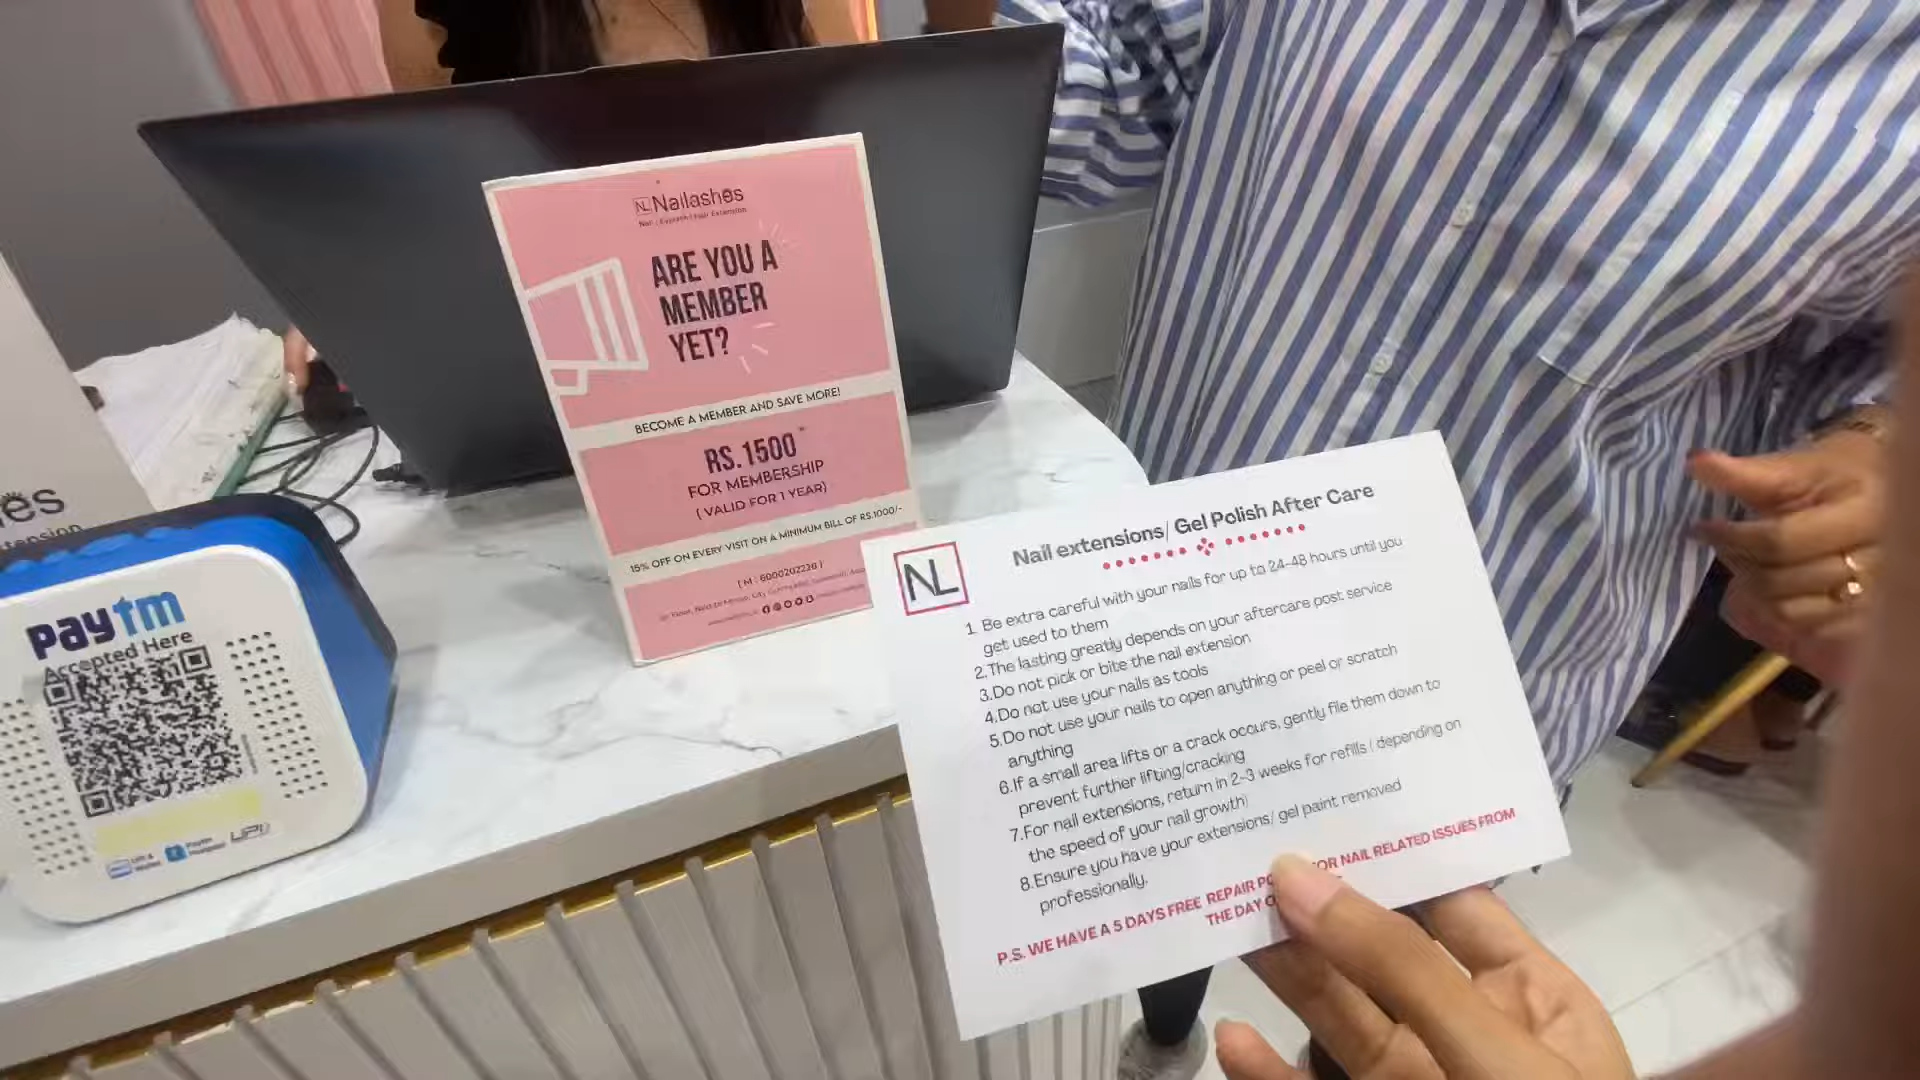 NL Nailashes
ARE YOU A
MEMBER
YET?
BECOME A MEMBER AND SAVE MORE!
RS.1500*
FOR MEMBERSHIP
( VALID FOR 1 YEAR)
15% OFF ON EVERY VISIT ON A MINIMUM BILL OF RS.1000/-
paytm
Accepted Here
UPI
NL
Nail extensions/ Gel Polish After Care
1. Be extra careful with your nails for up to 24-48 hours until you
get used to them
2.The lasting greatly depends on your aftercare post service
3.Do not pick or bite the nail extension
4.Do not use your nails as tools
5.Do not use your nails to open anything or peel or scratch
anything
6.If a small area lifts or a crack occurs, gently file them down to
prevent further lifting/cracking
7.For nail extensions, return in 2-3 weeks for refills ( depending on
the speed of your nail growth)
8.Ensure you have your extensions/ gel paint removed
professionally.
P.S. WE HAVE A 5 DAYS FREE REPAIR NAIL RELATED ISSUES FROM
THE DAY